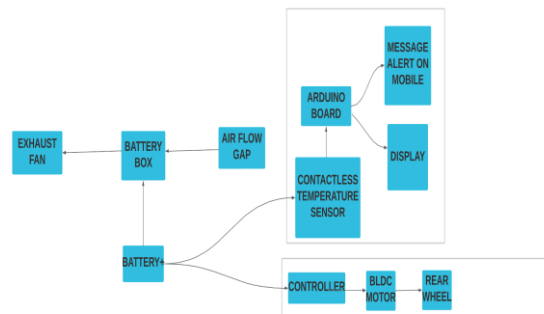 MESSAGE
ALERT ON
MOBILE
ARDUINO
BOARD
EXHAUST
FAN
BATTERY
BOX
AIR FLOW
GAP
DISPLAY
CONTACTLESS
TEMPERATURE
SENSOR
BATTERY+
CONTROLLER
BLDC
MOTOR
REAR
WHEEL